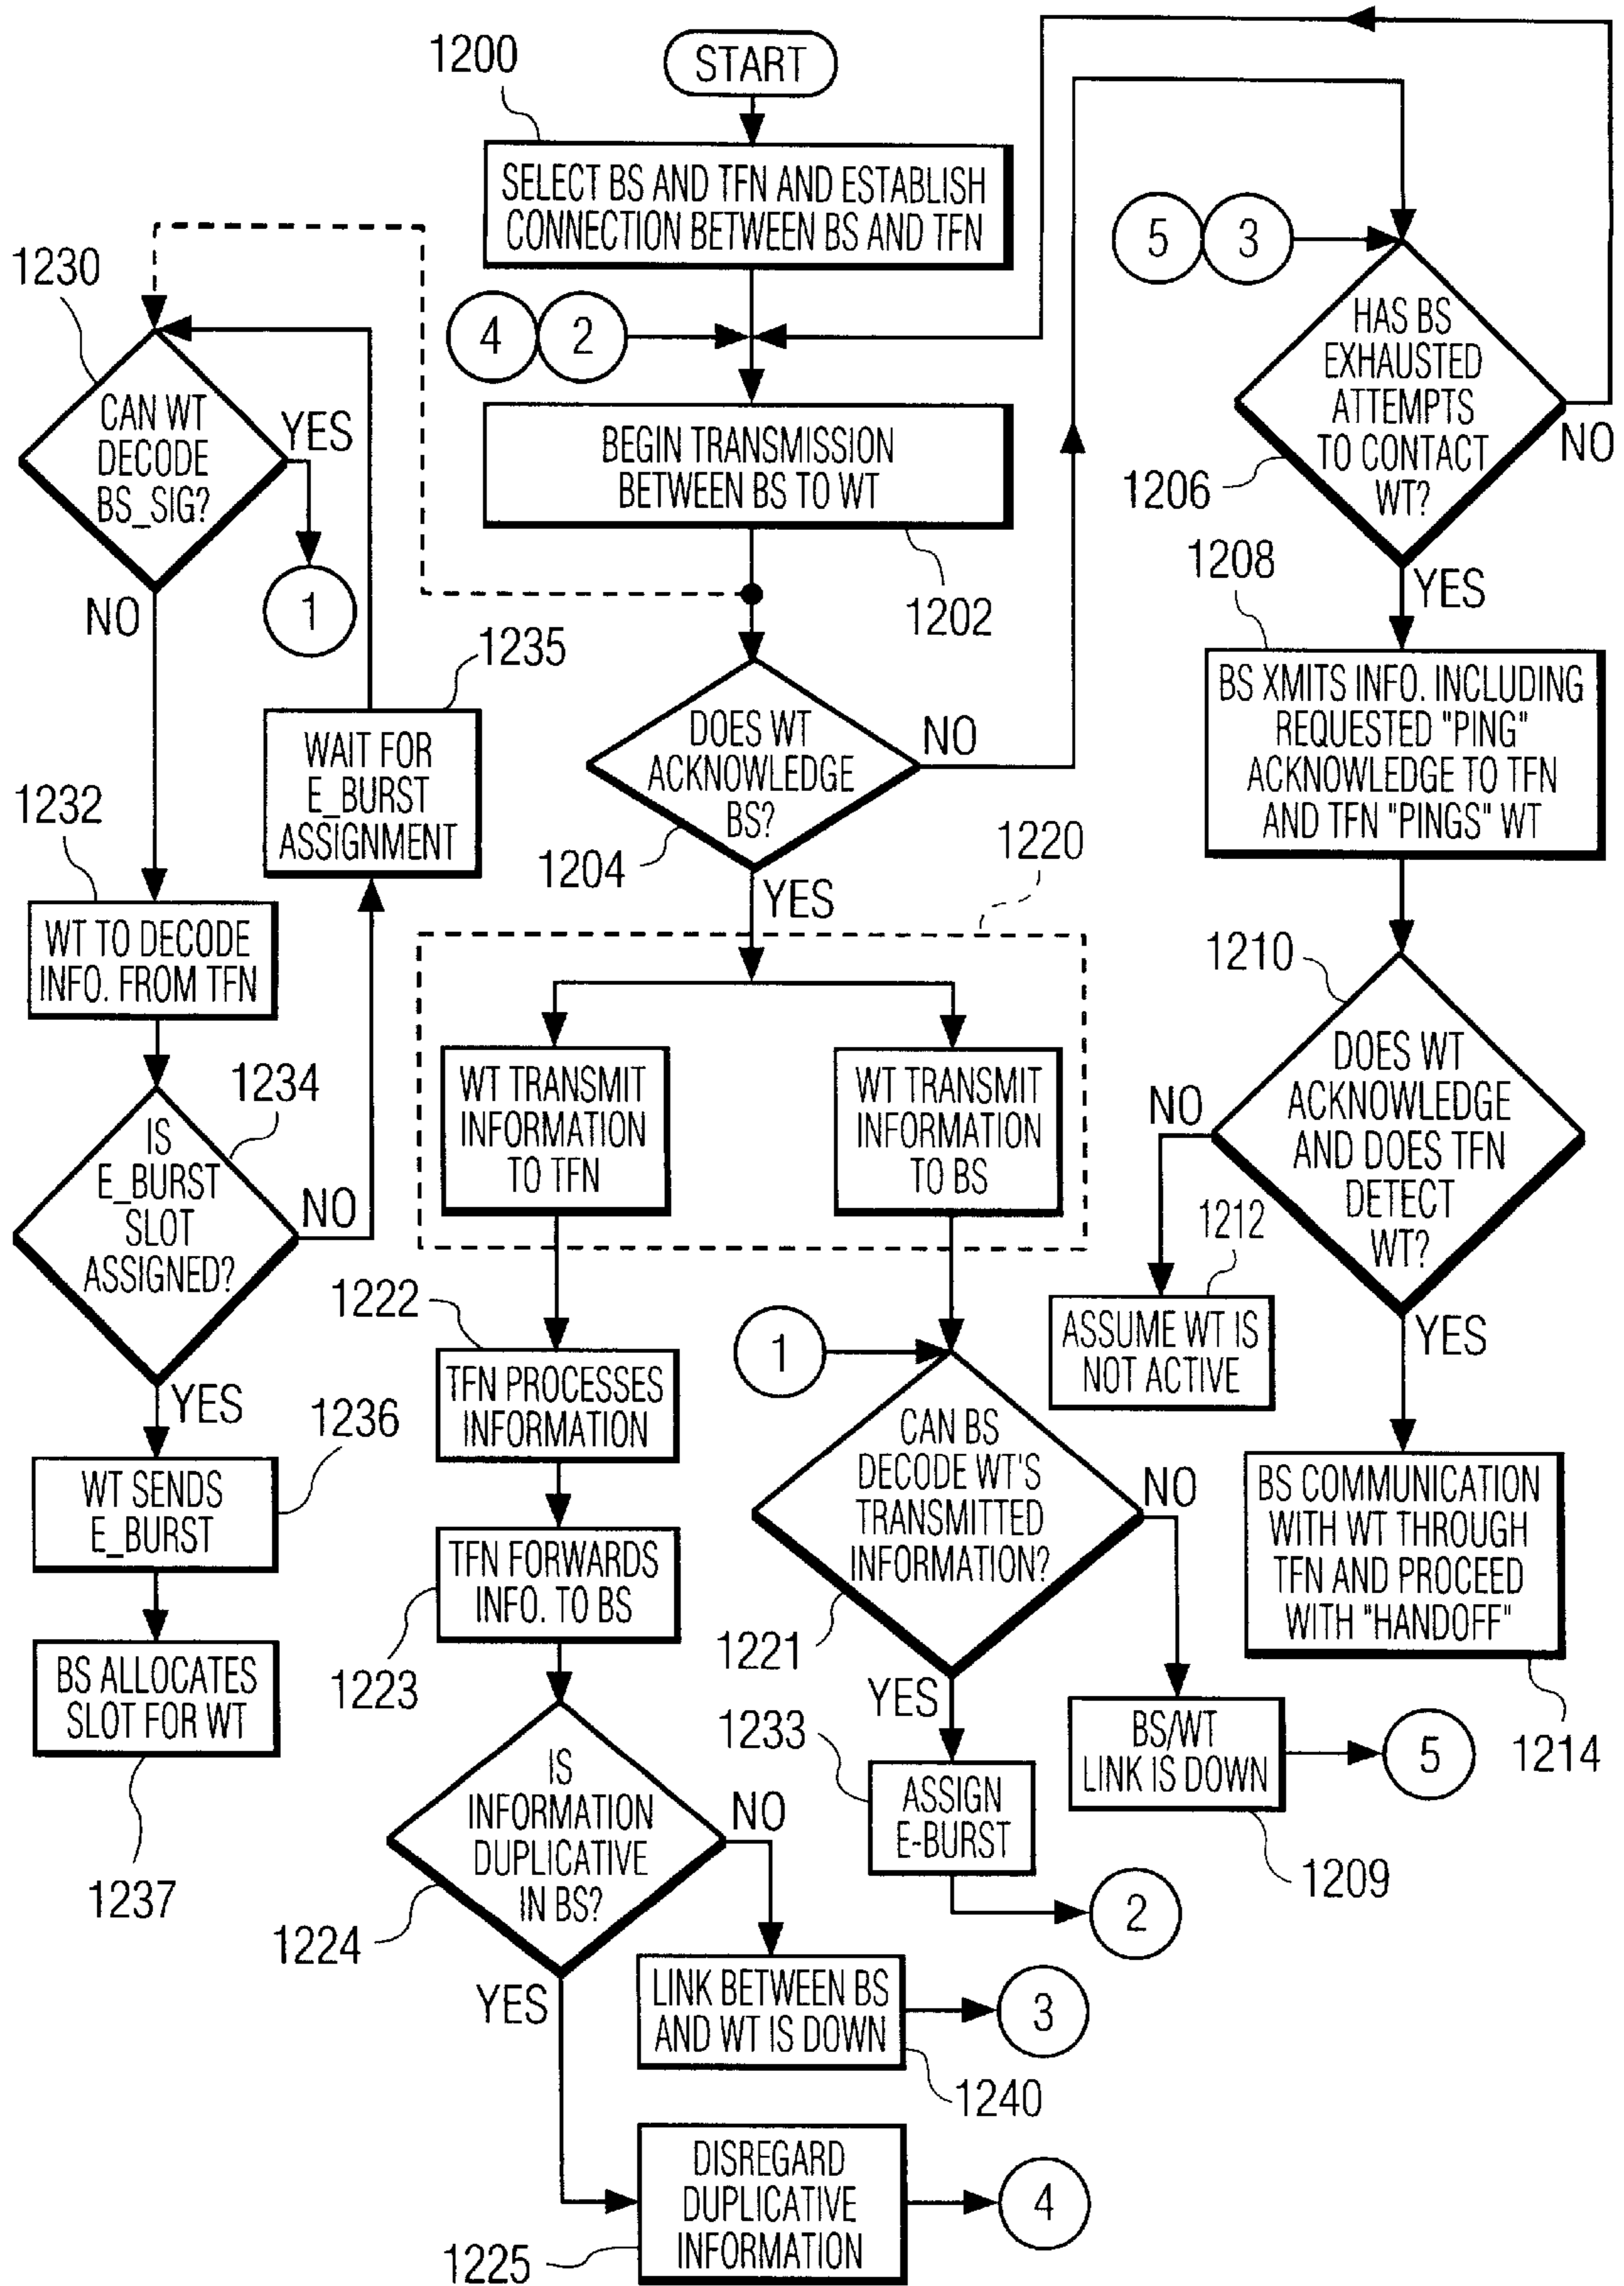 START
1200
SELECT BS AND TFN AND ESTABLISH
CONNECTION BETWEEN BS AND TFN
4
2
BEGIN TRANSMISSION
BETWEEN BS TO WT
1202
1230
CAN WT
DECODE
BS_SIG?
YES
1
NO
1235
WAIT FOR
E_BURST
ASSIGNMENT
1232
WT TO DECODE
INFO. FROM TFN
1234
IS
E_BURST
SLOT
ASSIGNED?
NO
YES
1236
WT SENDS
E_BURST
BS ALLOCATES
SLOT FOR WT
1237
DOES WT
ACKNOWLEDGE
BS?
NO
1204
YES
1220
WT TRANSMIT
INFORMATION
TO TFN
WT TRANSMIT
INFORMATION
TO BS
1222
TFN PROCESSES
INFORMATION
TFN FORWARDS
INFO. TO BS
1223
IS
INFORMATION
DUPLICATIVE
IN BS?
NO
1224
YES
LINK BETWEEN BS
AND WT IS DOWN
3
1240
DISREGARD
DUPLICATIVE
INFORMATION
4
1225
1
CAN BS
DECODE WT'S
TRANSMITTED
INFORMATION?
NO
1221
YES
1233
ASSIGN
E-BURST
2
BS/WT
LINK IS DOWN
5
1209
5
3
HAS BS
EXHAUSTED
ATTEMPTS
TO CONTACT
WT?
NO
1206
YES
1208
BS XMITS INFO. INCLUDING
REQUESTED "PING"
ACKNOWLEDGE TO TFN
AND TFN "PINGS" WT
1210
DOES WT
ACKNOWLEDGE
AND DOES TFN
DETECT
WT?
NO
1212
ASSUME WT IS
NOT ACTIVE
YES
BS COMMUNICATION
WITH WT THROUGH
TFN AND PROCEED
WITH "HANDOFF"
1214